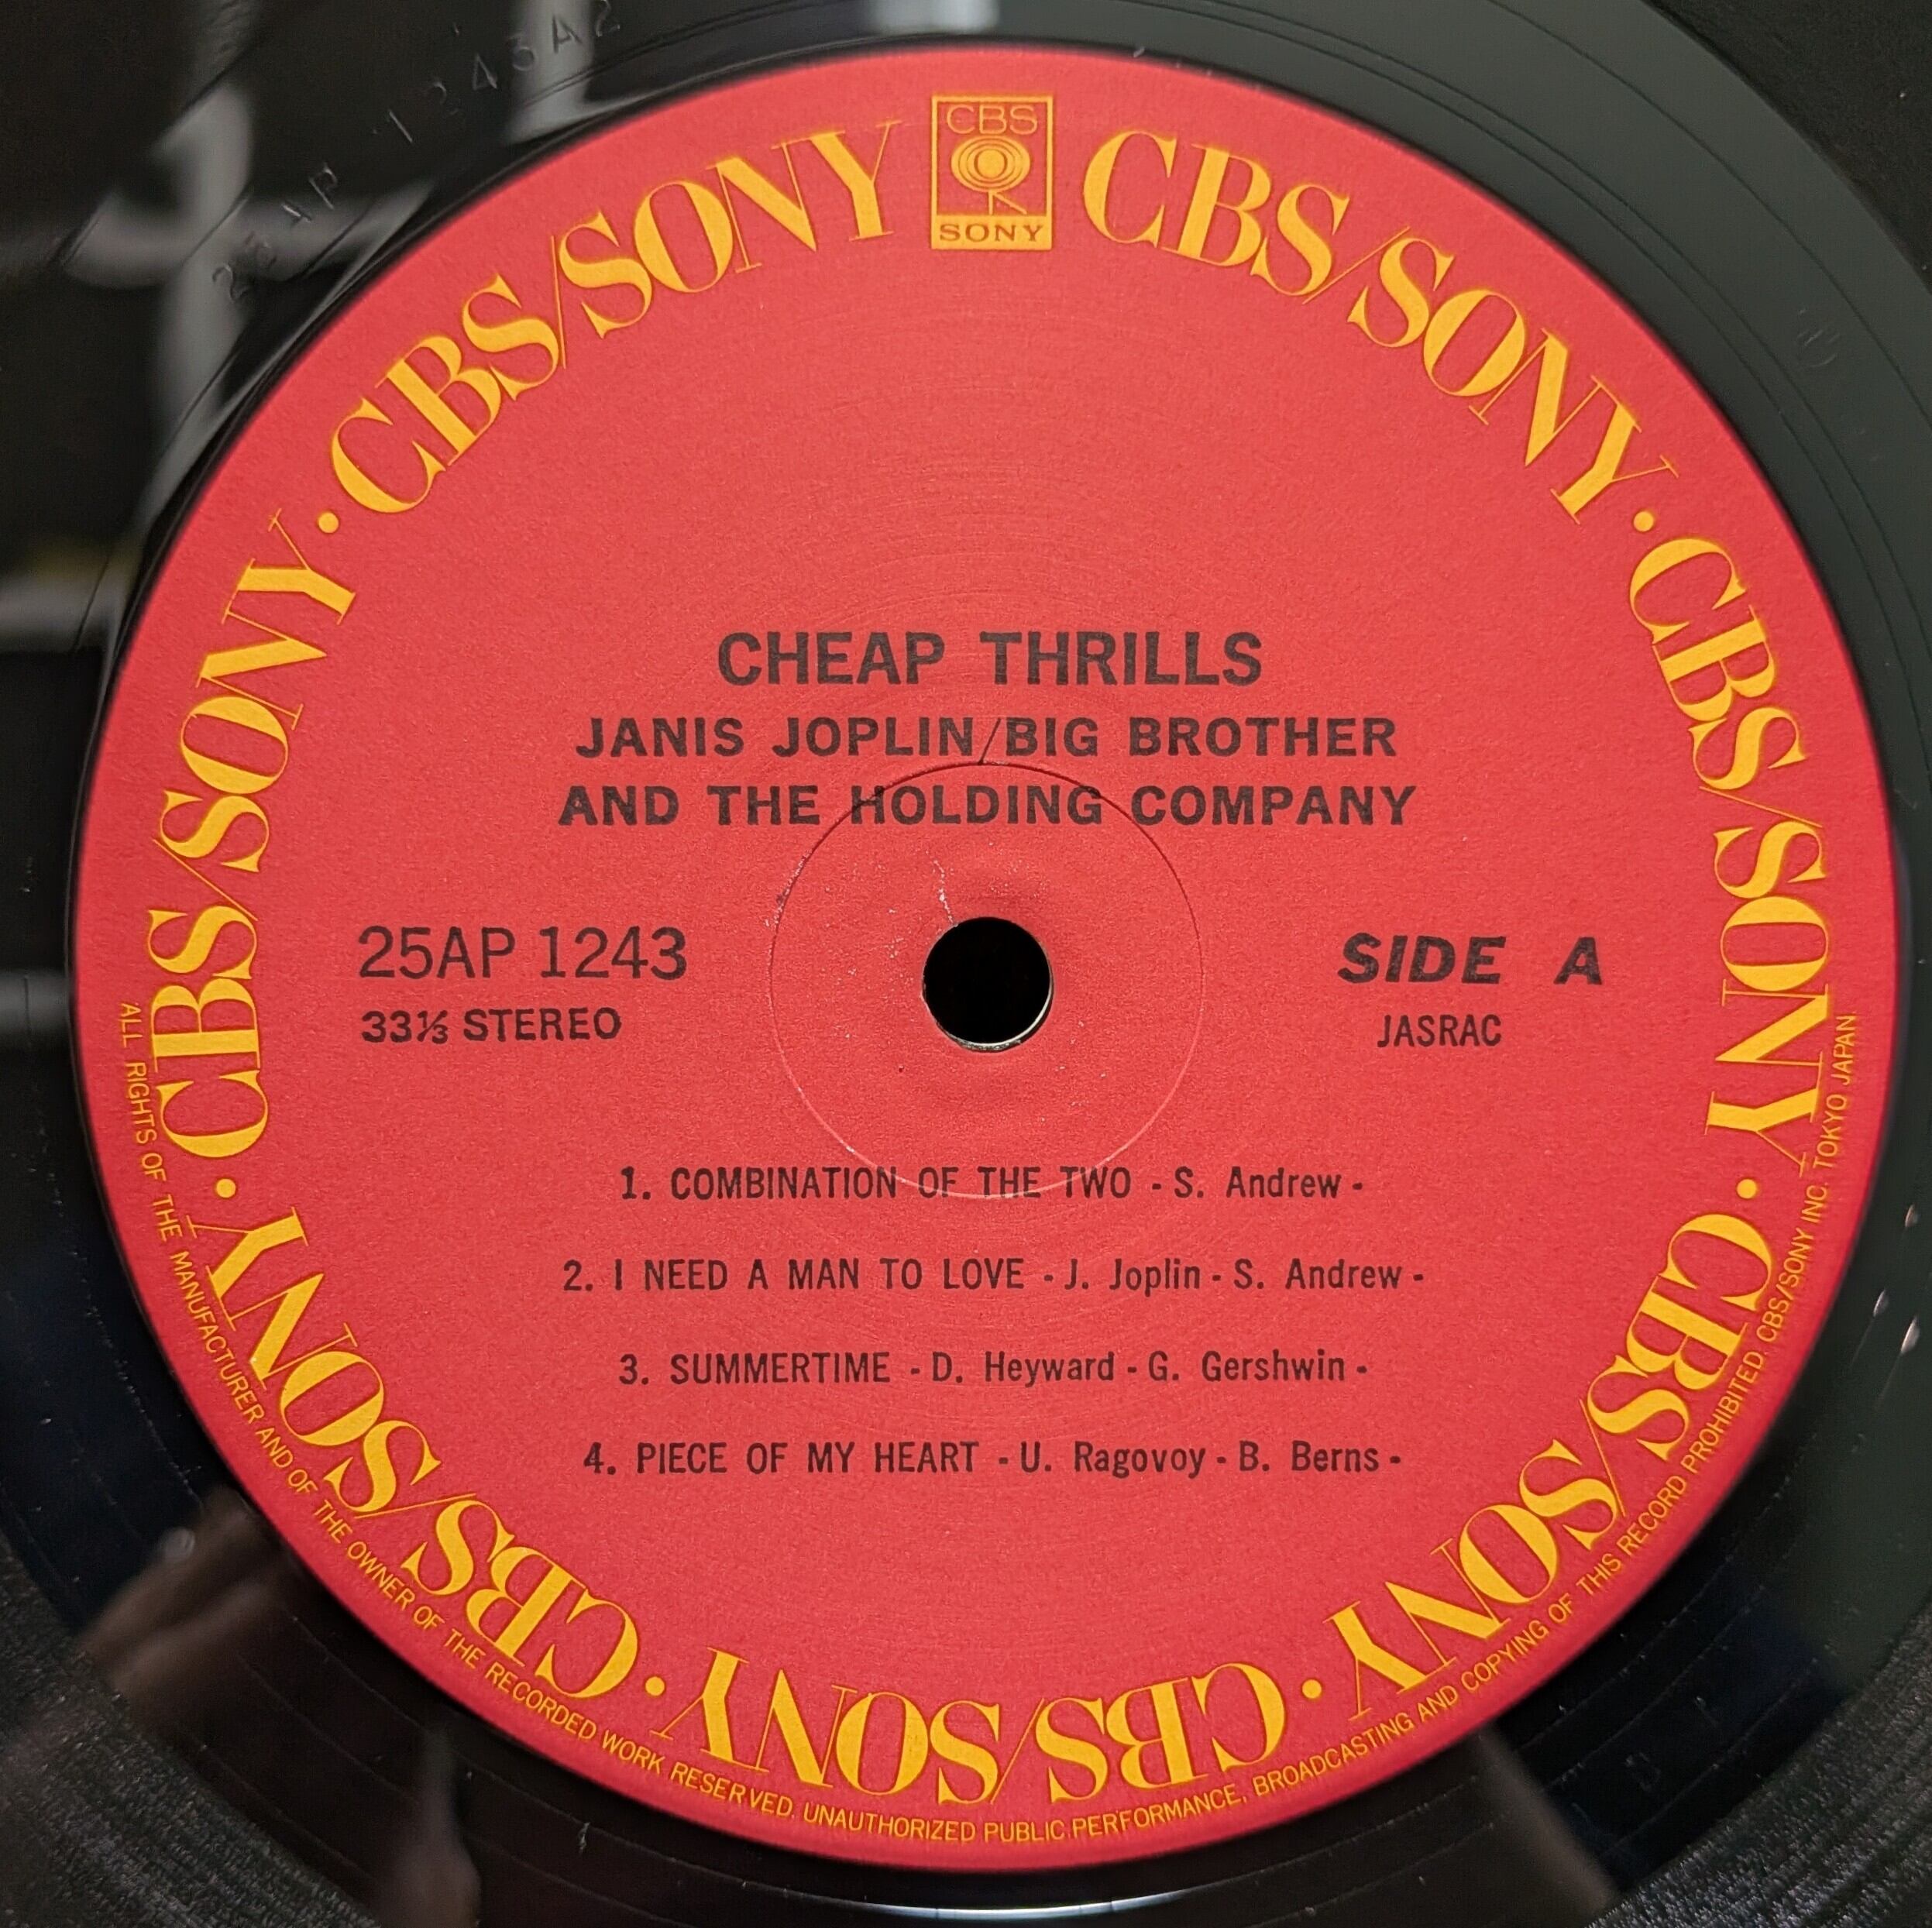 CBS
SONY
CBS/SONY · CBS/SONY · CBS/SONY · CBS/SONY · CBS/SONY · CBS/SONY · CBS/SONY
CHEAP THRILLS
JANIS JOPLIN/BIG BROTHER
AND THE HOLDING COMPANY
25AP 1243
33⅓ STEREO
SIDE A
JASRAC
1. COMBINATION OF THE TWO - S. Andrew -
2. I NEED A MAN TO LOVE - J. Joplin - S. Andrew -
3. SUMMERTIME - D. Heyward - G. Gershwin -
4. PIECE OF MY HEART - U. Ragovoy - B. Berns -
ALL RIGHTS OF THE MANUFACTURER AND OF THE OWNER OF THE RECORDED WORK RESERVED. UNAUTHORIZED PUBLIC PERFORMANCE, BROADCASTING AND COPYING OF THIS RECORD PROHIBITED. CBS/SONY INC. TOKYO JAPAN.
1243A2